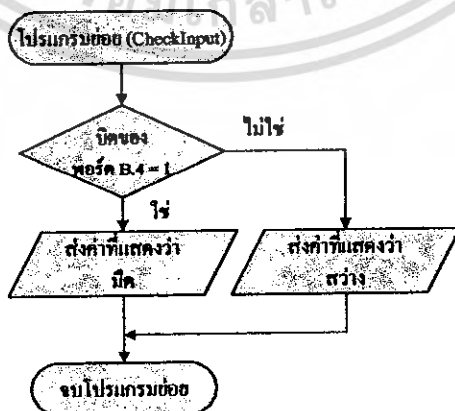 โปรแกรมย่อย (CheckInput)
บิตของ
พอร์ต B.4 = 1
ไม่ใช่
ใช่
ส่งค่าที่แสดงว่า
มืด
ส่งค่าที่แสดงว่า
สว่าง
จบโปรแกรมย่อย